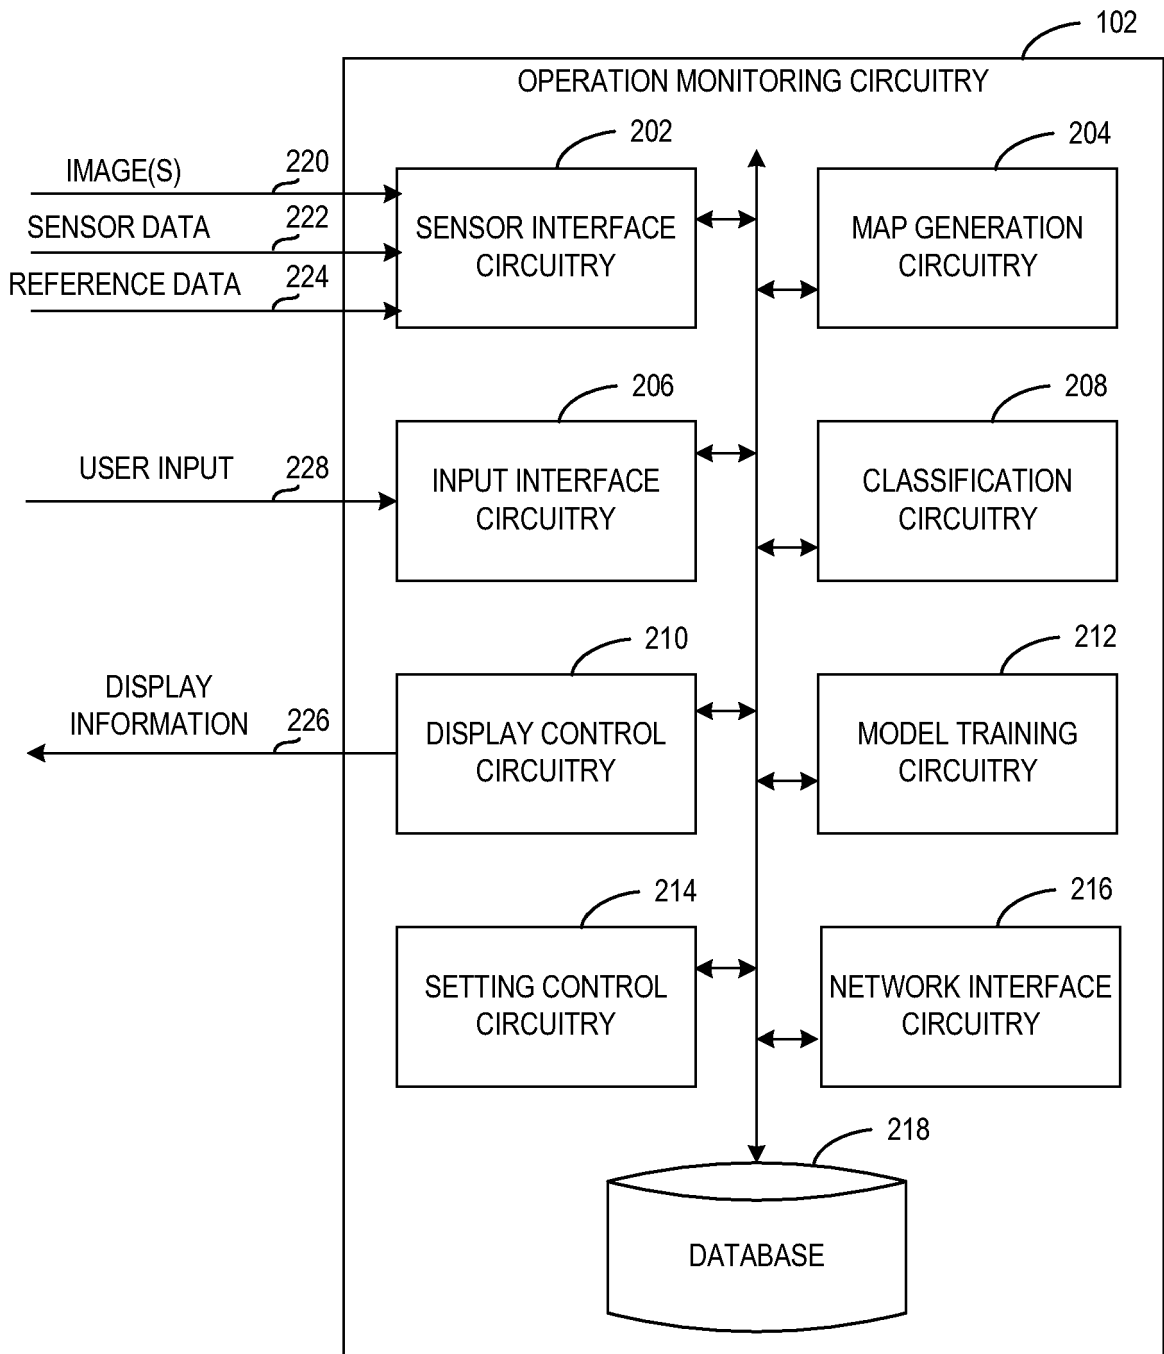 102
OPERATION MONITORING CIRCUITRY
202
204
IMAGE(S)
220
SENSOR DATA
222
REFERENCE DATA
224
SENSOR INTERFACE
CIRCUITRY
MAP GENERATION
CIRCUITRY
206
208
USER INPUT
228
INPUT INTERFACE
CIRCUITRY
CLASSIFICATION
CIRCUITRY
210
212
DISPLAY
INFORMATION
226
DISPLAY CONTROL
CIRCUITRY
MODEL TRAINING
CIRCUITRY
214
216
SETTING CONTROL
CIRCUITRY
NETWORK INTERFACE
CIRCUITRY
218
DATABASE